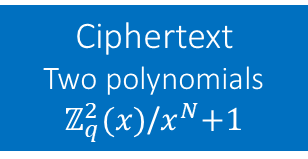 Ciphertext
Two polynomials
ℤ_q^2(x)/x^N+1